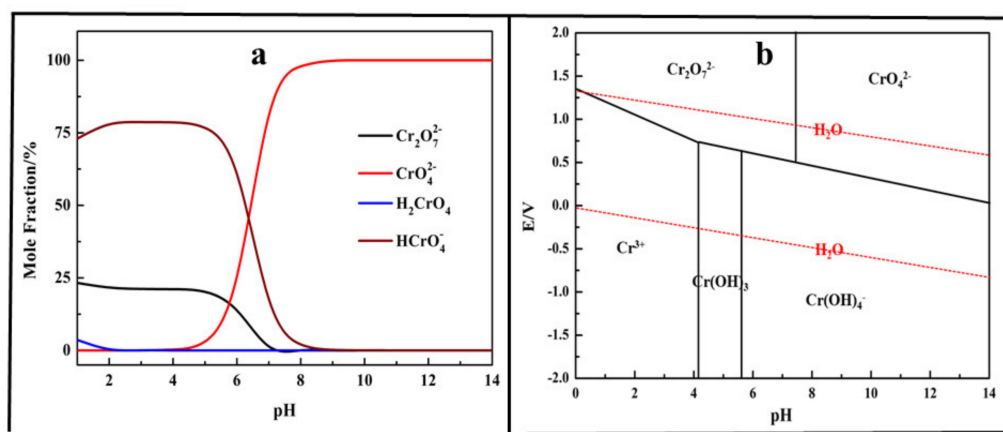 a
Mole Fraction/%
100
75
50
25
0
2 4 6 8 10 12 14
pH
Cr₂O₇²⁻
CrO₄²⁻
H₂CrO₄
HCrO₄⁻
b
E/V
2.0
1.5
1.0
0.5
0.0
-0.5
-1.0
-1.5
-2.0
0 2 4 6 8 10 12 14
pH
Cr₂O₇²⁻
CrO₄²⁻
H₂O
H₂O
Cr³⁺
Cr(OH)₃
Cr(OH)₄⁻